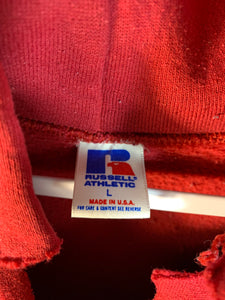 R
RUSSELL
ATHLETIC
L
MADE IN U.S.A.
FOR CARE & CONTENT SEE REVERSE